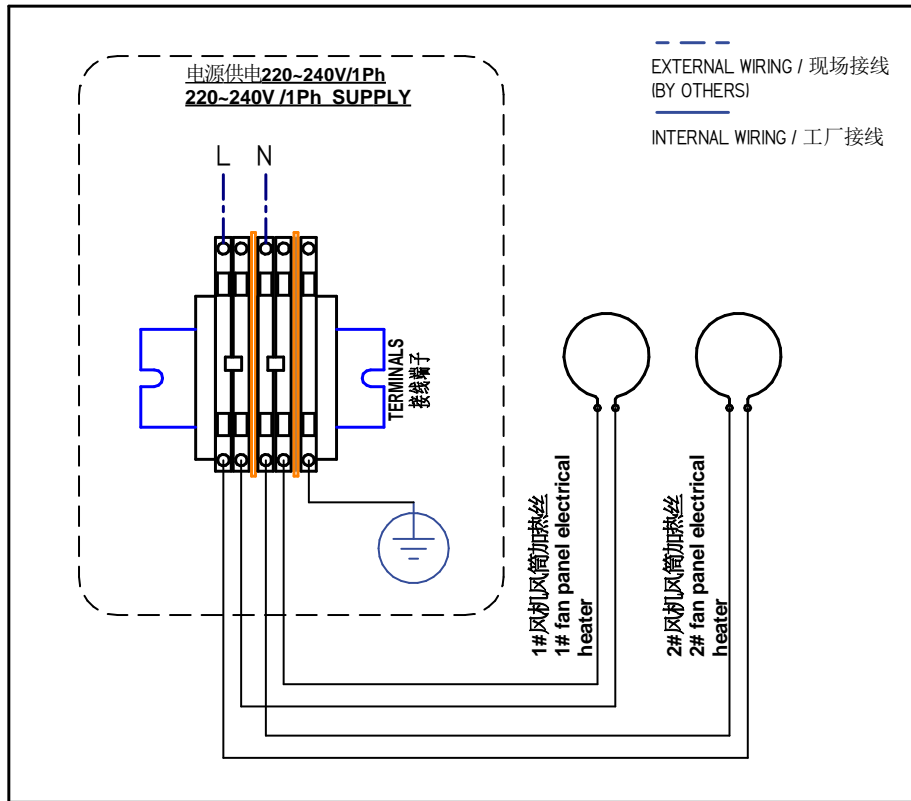 电源供电220~240V/1Ph
220~240V /1Ph SUPPLY
EXTERNAL WIRING / 现场接线
(BY OTHERS)
INTERNAL WIRING / 工厂接线
L N
TERMINALS
接线端子
1#风机风筒加热丝
1# fan panel electrical
heater
2#风机风筒加热丝
2# fan panel electrical
heater